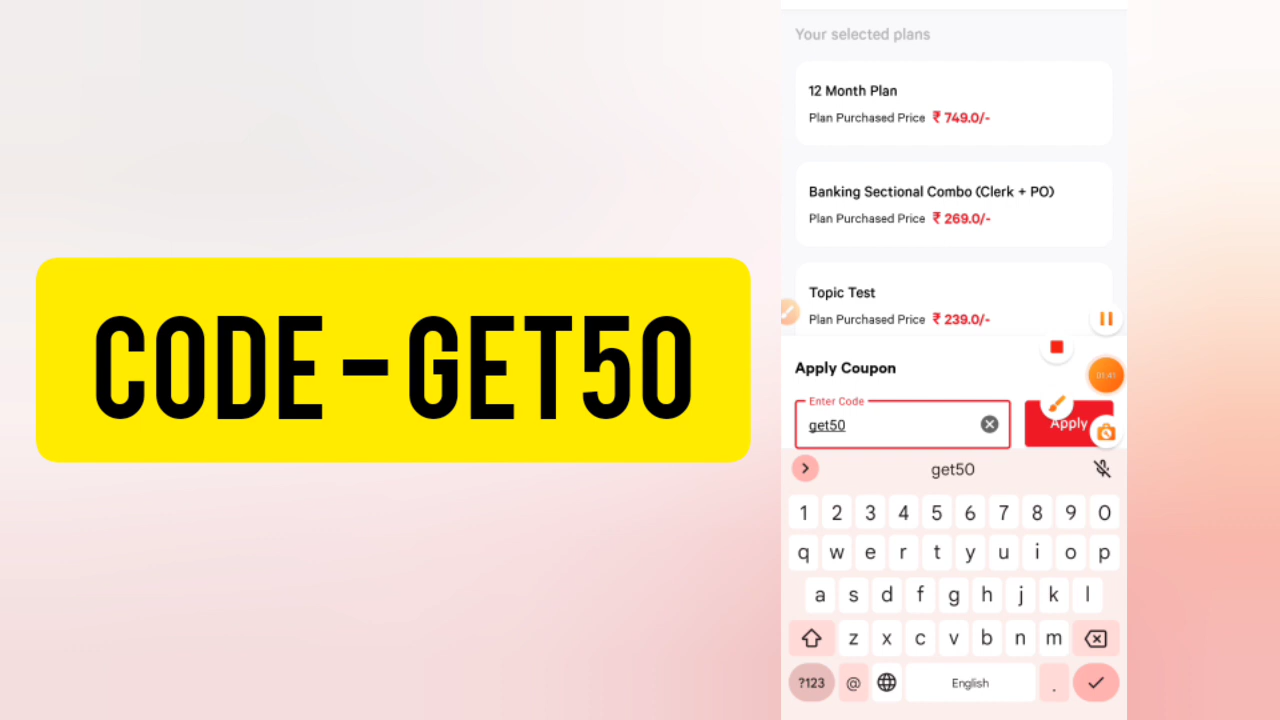 CODE – GET50
Your selected plans
12 Month Plan
Plan Purchased Price ₹ 749.0/-
Banking Sectional Combo (Clerk + PO)
Plan Purchased Price ₹ 269.0/-
Topic Test
Plan Purchased Price ₹ 239.0/-
Apply Coupon
Enter Code
get50
Apply
01:41
get50
1 2 3 4 5 6 7 8 9 0
q w e r t y u i o p
a s d f g h j k l
z x c v b n m
?123 @ English .